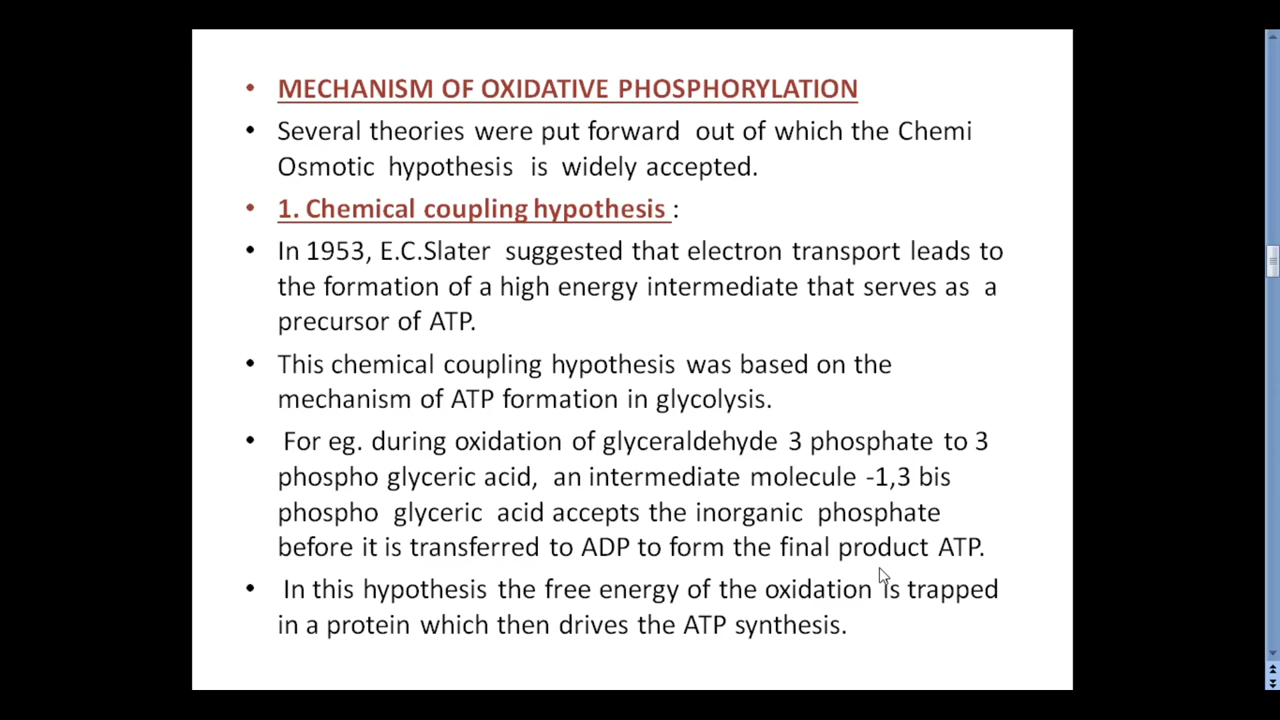 • MECHANISM OF OXIDATIVE PHOSPHORYLATION
• Several theories were put forward out of which the Chemi
Osmotic hypothesis is widely accepted.
• 1. Chemical coupling hypothesis :
• In 1953, E.C.Slater suggested that electron transport leads to
the formation of a high energy intermediate that serves as a
precursor of ATP.
• This chemical coupling hypothesis was based on the
mechanism of ATP formation in glycolysis.
• For eg. during oxidation of glyceraldehyde 3 phosphate to 3
phospho glyceric acid, an intermediate molecule -1,3 bis
phospho glyceric acid accepts the inorganic phosphate
before it is transferred to ADP to form the final product ATP.
• In this hypothesis the free energy of the oxidation is trapped
in a protein which then drives the ATP synthesis.